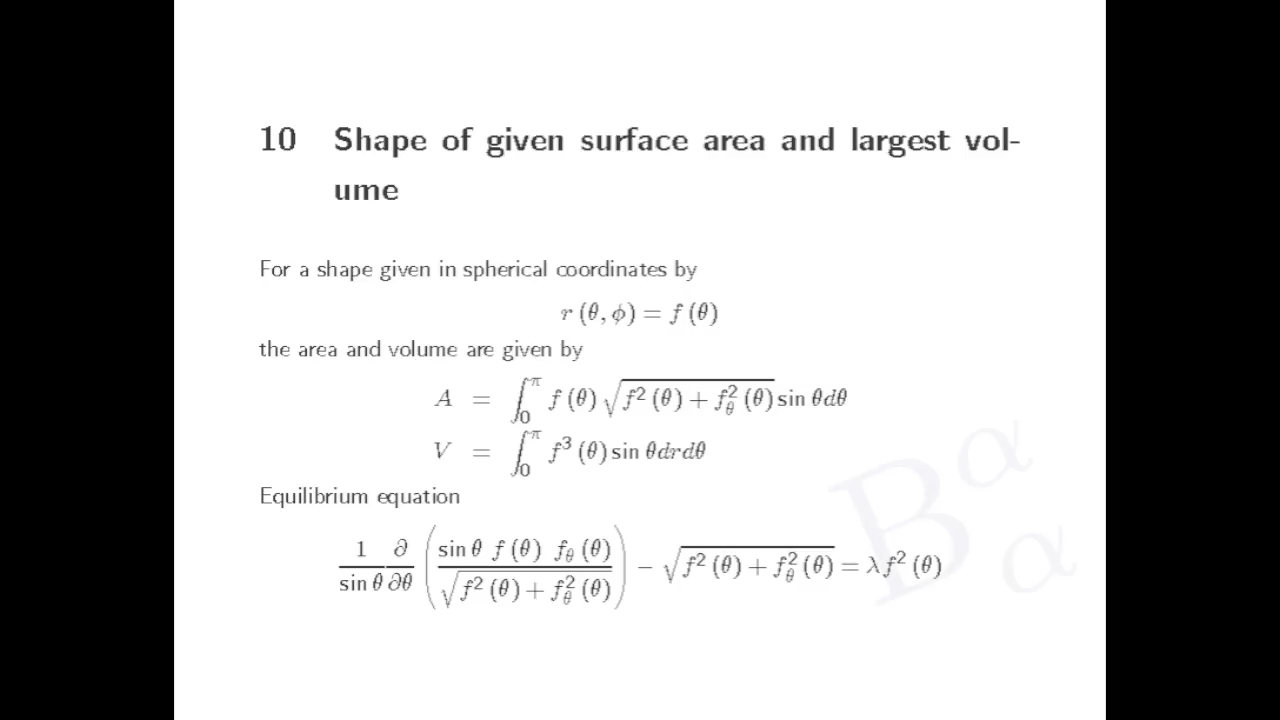 10 Shape of given surface area and largest vol-
ume
For a shape given in spherical coordinates by
r (θ, ϕ) = f (θ)
the area and volume are given by
A = ∫_0^π f (θ) √(f² (θ) + f_θ² (θ)) sin θdθ
V = ∫_0^π f³ (θ) sin θdrdθ
Equilibrium equation
1/(sin θ) ∂/∂θ ( (sin θ f (θ) f_θ (θ)) / √(f² (θ) + f_θ² (θ)) ) − √(f² (θ) + f_θ² (θ)) = λf² (θ)
B^α_α